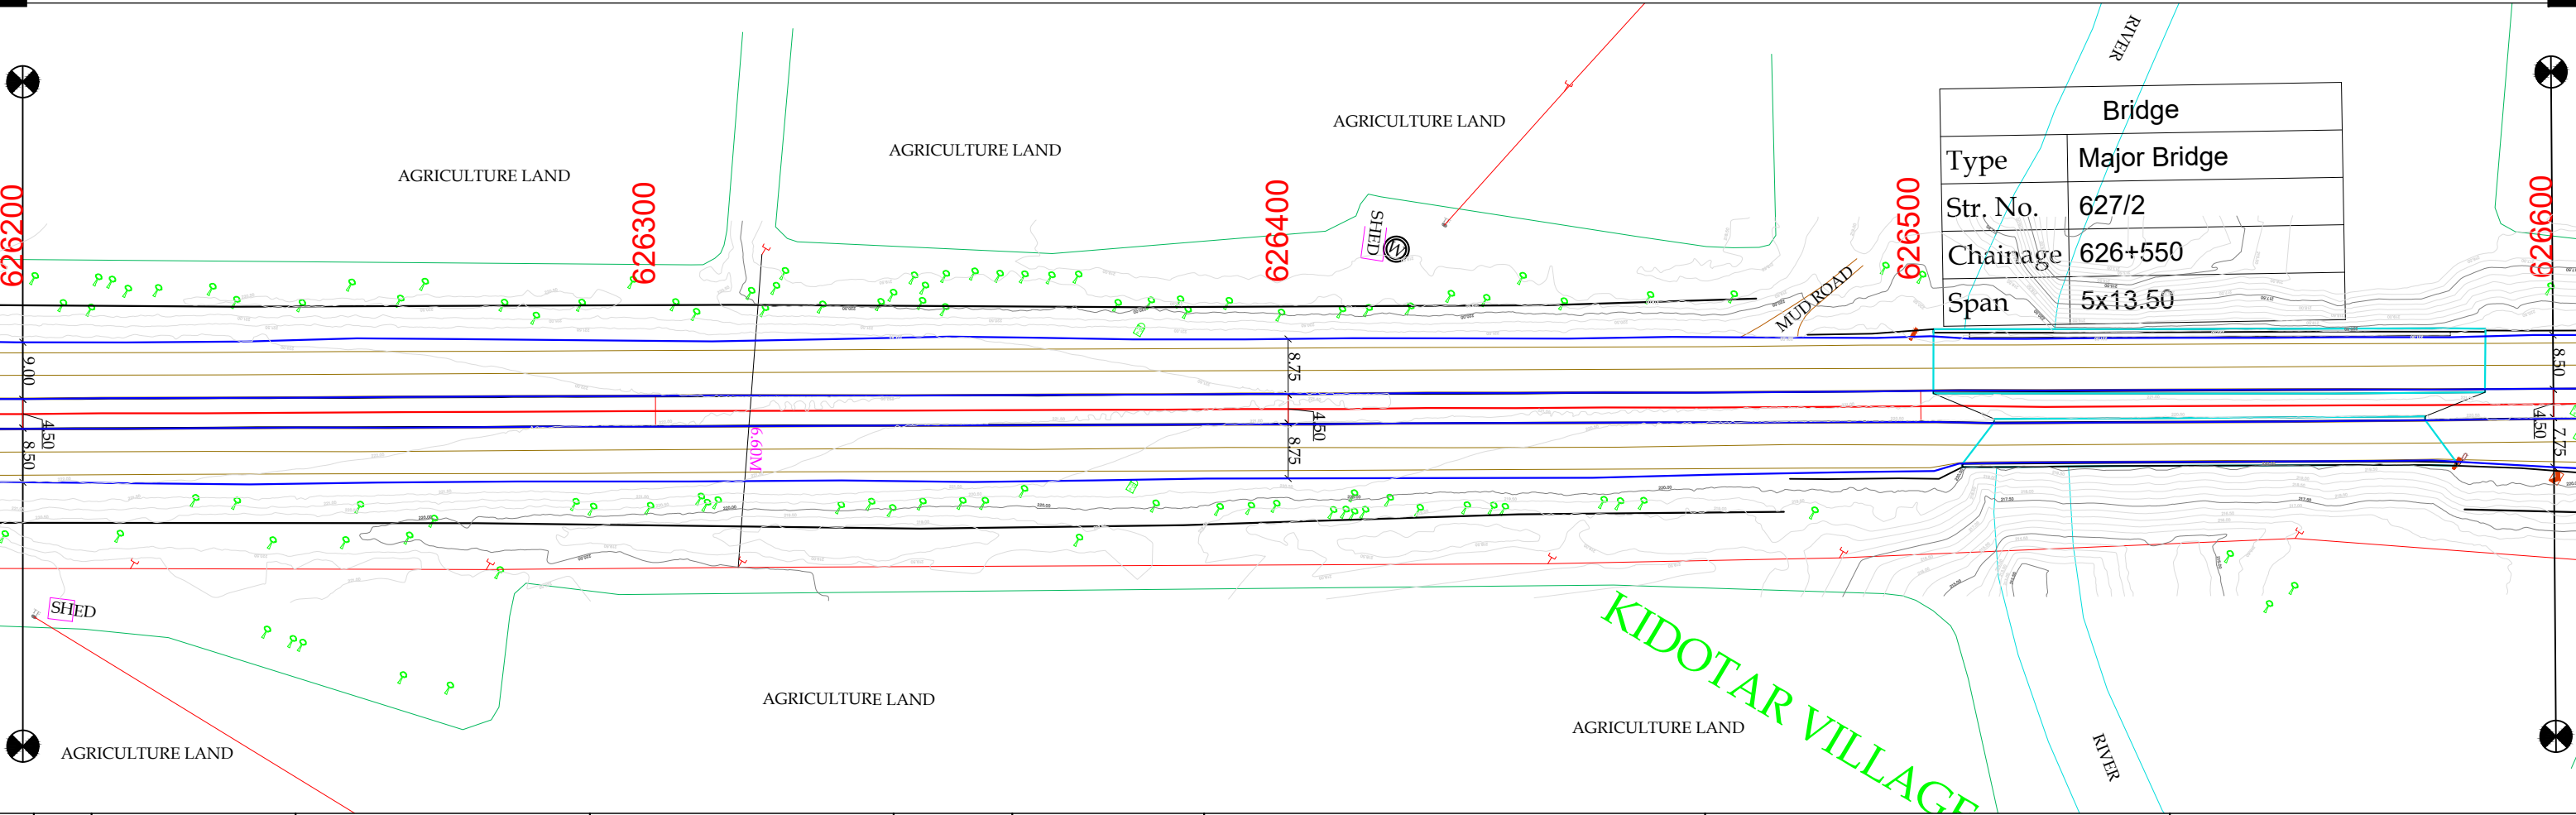 RIVER
Bridge
Type Major Bridge
Str. No. 627/2
Chainage 626+550
Span 5x13.50
AGRICULTURE LAND
AGRICULTURE LAND
AGRICULTURE LAND
626200
626300
626400
626500
626600
SHED
W
MUD ROAD
9.00
8.75
8.50
4.50
4.50
4.50
8.50
6.60M
8.75
7.75
SHED
KIDOTAR VILLAGE
AGRICULTURE LAND
AGRICULTURE LAND
AGRICULTURE LAND
RIVER